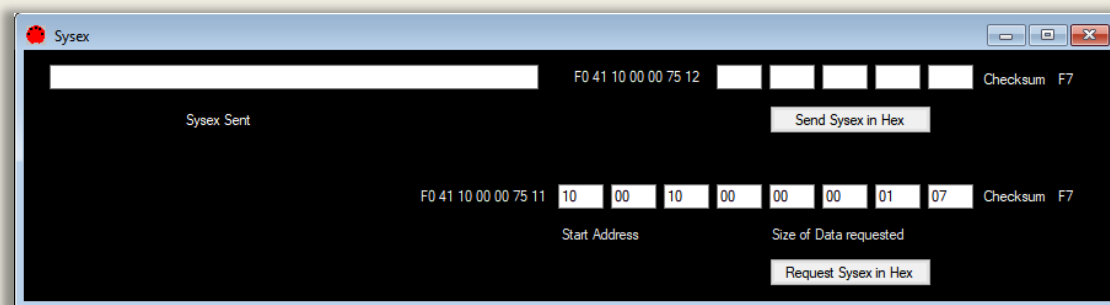 Sysex
F0 41 10 00 00 75 12 Checksum F7
Sysex Sent Send Sysex in Hex
F0 41 10 00 00 75 11 10 00 10 00 00 00 01 07 Checksum F7
Start Address Size of Data requested
Request Sysex in Hex